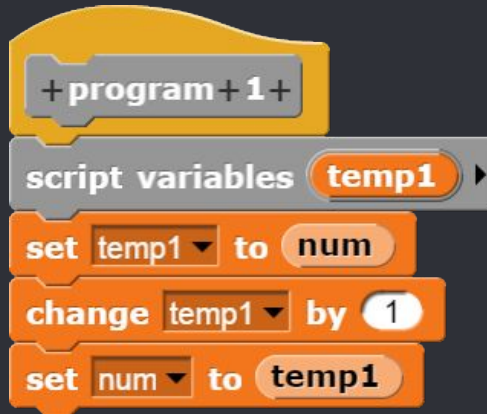 +program+1+
script variables temp1
set temp1 to num
change temp1 by 1
set num to temp1